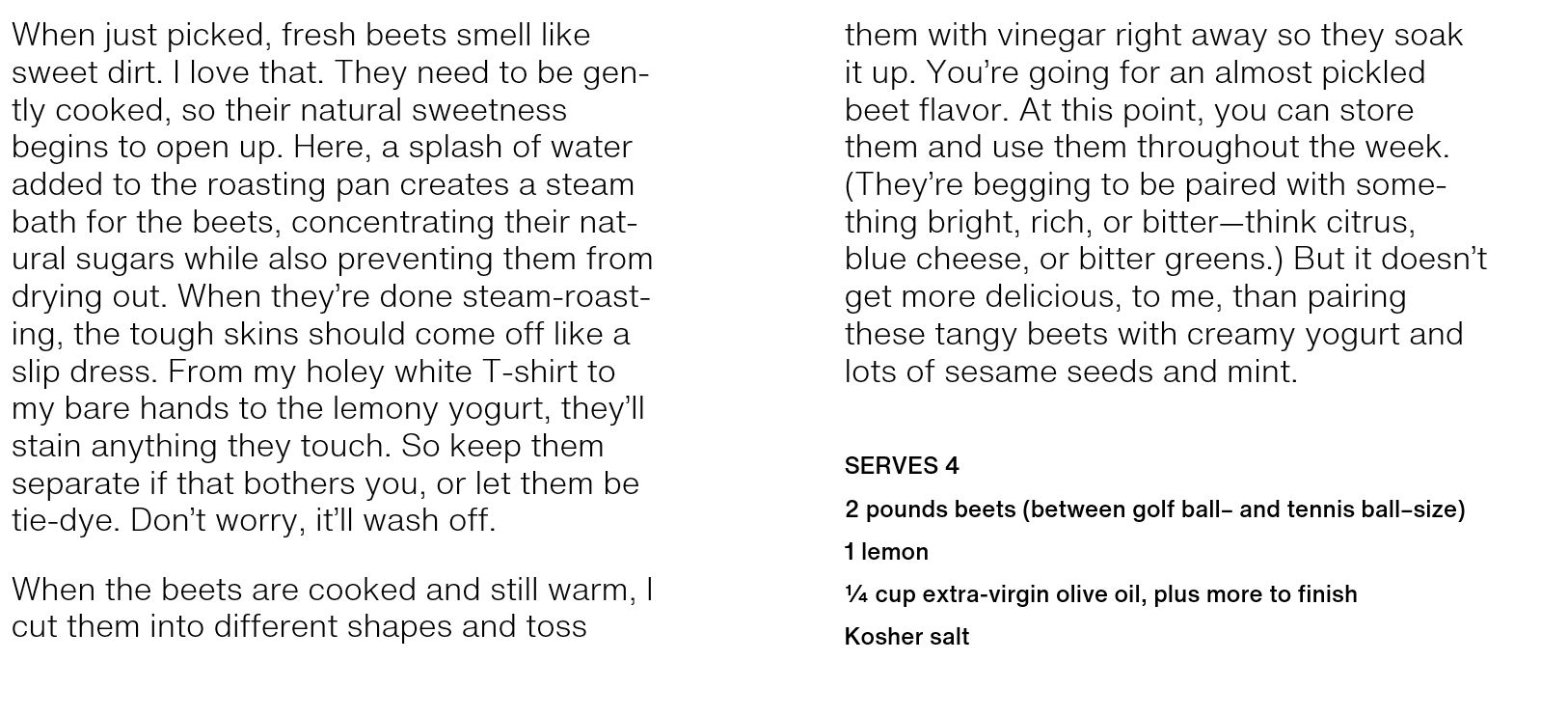 When just picked, fresh beets smell like
sweet dirt. I love that. They need to be gen-
tly cooked, so their natural sweetness
begins to open up. Here, a splash of water
added to the roasting pan creates a steam
bath for the beets, concentrating their nat-
ural sugars while also preventing them from
drying out. When they’re done steam-roast-
ing, the tough skins should come off like a
slip dress. From my holey white T-shirt to
my bare hands to the lemony yogurt, they’ll
stain anything they touch. So keep them
separate if that bothers you, or let them be
tie-dye. Don’t worry, it’ll wash off.
When the beets are cooked and still warm, I
cut them into different shapes and toss
them with vinegar right away so they soak
it up. You’re going for an almost pickled
beet flavor. At this point, you can store
them and use them throughout the week.
(They’re begging to be paired with some-
thing bright, rich, or bitter—think citrus,
blue cheese, or bitter greens.) But it doesn’t
get more delicious, to me, than pairing
these tangy beets with creamy yogurt and
lots of sesame seeds and mint.
SERVES 4
2 pounds beets (between golf ball– and tennis ball–size)
1 lemon
¼ cup extra-virgin olive oil, plus more to finish
Kosher salt